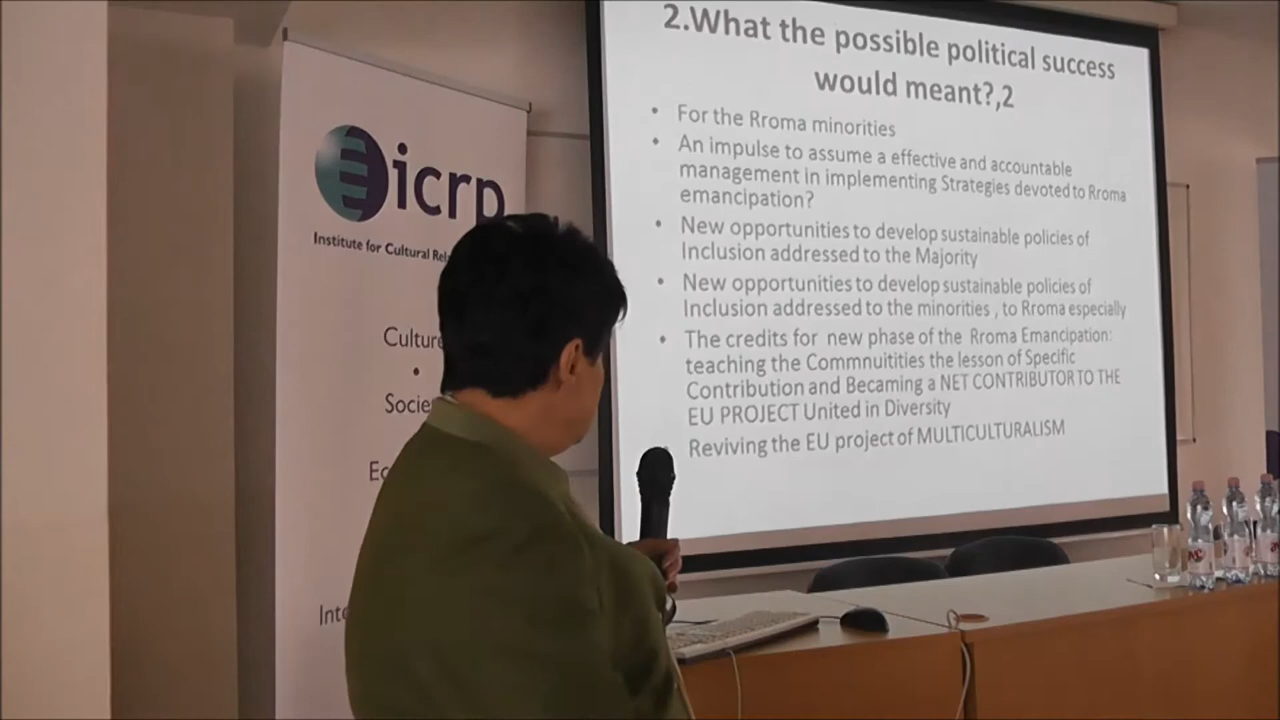 icrp
Institute for Cultural
Culture
•
2.What the possible political success
would meant?,2
• For the Rroma minorities
• An impulse to assume a effective and accountable
management in implementing Strategies devoted to Rroma
emancipation?
• New opportunities to develop sustainable policies of
Inclusion addressed to the Majority
• New opportunities to develop sustainable policies of
Inclusion addressed to the minorities , to Rroma especially
• The credits for new phase of the Rroma Emancipation:
teaching the Commnuitities the lesson of Specific
Contribution and Becaming a NET CONTRIBUTOR TO THE
EU PROJECT United in Diversity
Reviving the EU project of MULTICULTURALISM